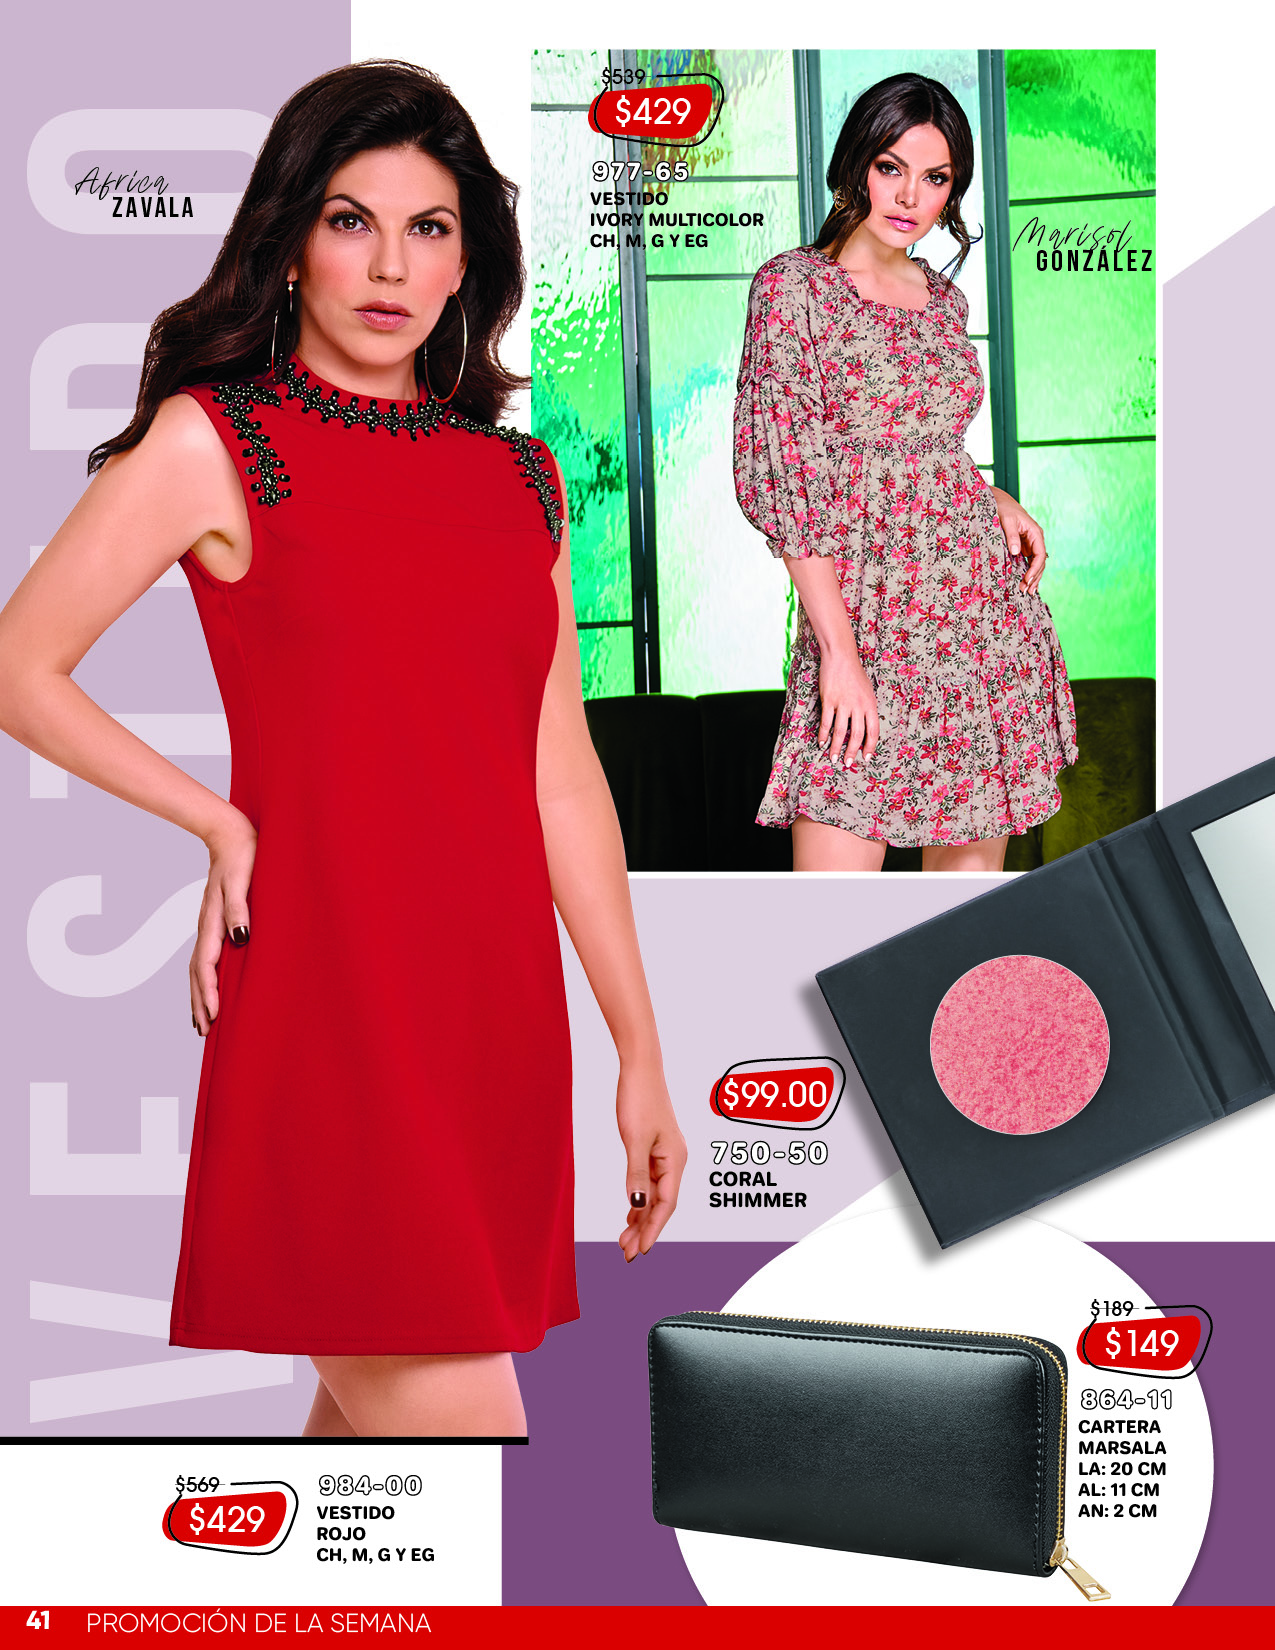 VESTIDO
Africa
ZAVALA
$539
$429
977-65
VESTIDO
IVORY MULTICOLOR
CH, M, G Y EG
Marisol
GONZÁLEZ
$99.00
750-50
CORAL
SHIMMER
$189
$149
864-11
CARTERA
MARSALA
LA: 20 CM
AL: 11 CM
AN: 2 CM
$569
$429
984-00
VESTIDO
ROJO
CH, M, G Y EG
41 PROMOCIÓN DE LA SEMANA